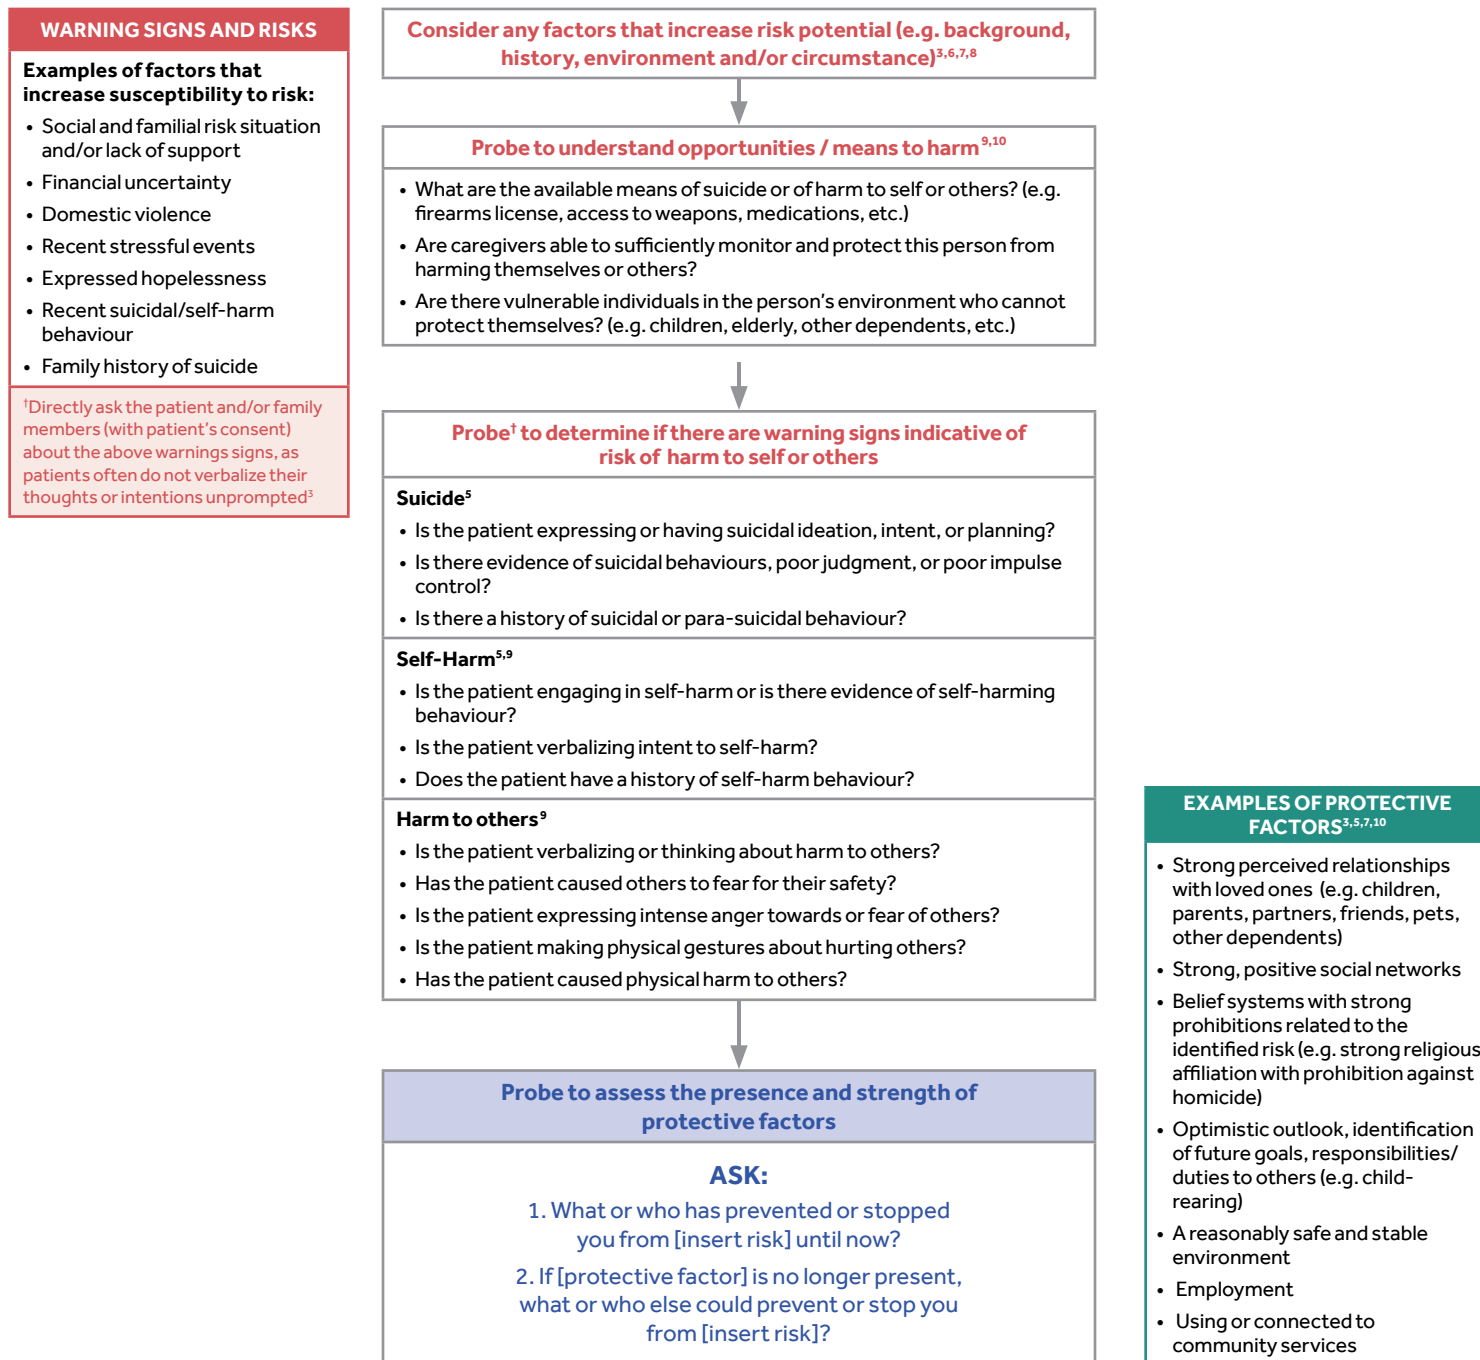 WARNING SIGNS AND RISKS
Examples of factors that
increase susceptibility to risk:
• Social and familial risk situation
and/or lack of support
• Financial uncertainty
• Domestic violence
• Recent stressful events
• Expressed hopelessness
• Recent suicidal/self-harm
behaviour
• Family history of suicide
†Directly ask the patient and/or family
members (with patient's consent)
about the above warnings signs, as
patients often do not verbalize their
thoughts or intentions unprompted3
Consider any factors that increase risk potential (e.g. background,
history, environment and/or circumstance)3,6,7,8
Probe to understand opportunities / means to harm9,10
• What are the available means of suicide or of harm to self or others? (e.g.
firearms license, access to weapons, medications, etc.)
• Are caregivers able to sufficiently monitor and protect this person from
harming themselves or others?
• Are there vulnerable individuals in the person's environment who cannot
protect themselves? (e.g. children, elderly, other dependents, etc.)
Probe† to determine if there are warning signs indicative of
risk of harm to self or others
Suicide5
• Is the patient expressing or having suicidal ideation, intent, or planning?
• Is there evidence of suicidal behaviours, poor judgment, or poor impulse
control?
• Is there a history of suicidal or para-suicidal behaviour?
Self-Harm5,9
• Is the patient engaging in self-harm or is there evidence of self-harming
behaviour?
• Is the patient verbalizing intent to self-harm?
• Does the patient have a history of self-harm behaviour?
Harm to others9
• Is the patient verbalizing or thinking about harm to others?
• Has the patient caused others to fear for their safety?
• Is the patient expressing intense anger towards or fear of others?
• Is the patient making physical gestures about hurting others?
• Has the patient caused physical harm to others?
Probe to assess the presence and strength of
protective factors
ASK:
1. What or who has prevented or stopped
you from [insert risk] until now?
2. If [protective factor] is no longer present,
what or who else could prevent or stop you
from [insert risk]?
EXAMPLES OF PROTECTIVE
FACTORS3,5,7,10
• Strong perceived relationships
with loved ones (e.g. children,
parents, partners, friends, pets,
other dependents)
• Strong, positive social networks
• Belief systems with strong
prohibitions related to the
identified risk (e.g. strong religious
affiliation with prohibition against
homicide)
• Optimistic outlook, identification
of future goals, responsibilities/
duties to others (e.g. child-
rearing)
• A reasonably safe and stable
environment
• Employment
• Using or connected to
community services